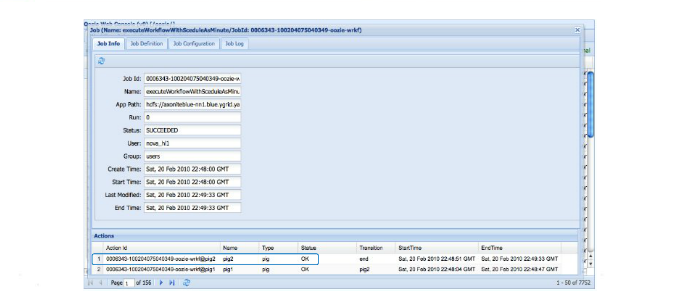 Oozie Web Console
Job (Name: executeWorkflowWithSceduleAsMinute/JobId: 0006343-100204075040349-oozie-wrkf)
Job Info Job Definition Job Configuration Job Log
Job Id: 0006343-100204075040349-oozie-w
Name: executeWorkflowWithSceduleAsMinu
App Path: hdfs://axoniteblue-nn1.blue.ygrid.ya
Run: 0
Status: SUCCEEDED
User:
Group: users
Create Time: Sat, 20 Feb 2010 22:48:00 GMT
Start Time: Sat, 20 Feb 2010 22:48:00 GMT
Last Modified: Sat, 20 Feb 2010 22:49:33 GMT
End Time: Sat, 20 Feb 2010 22:49:33 GMT
Actions
Action Id Name Type Status Transition StartTime EndTime
1 0006343-100204075040349-oozie-wrkf@pig2 pig2 pig OK end Sat, 20 Feb 2010 22:48:51 GMT Sat, 20 Feb 2010 22:49:33 GMT
2 0006343-100204075040349-oozie-wrkf@pig1 pig1 pig OK pig2 Sat, 20 Feb 2010 22:48:04 GMT Sat, 20 Feb 2010 22:48:47 GMT
Page 1 of 156 1 - 50 of 7752